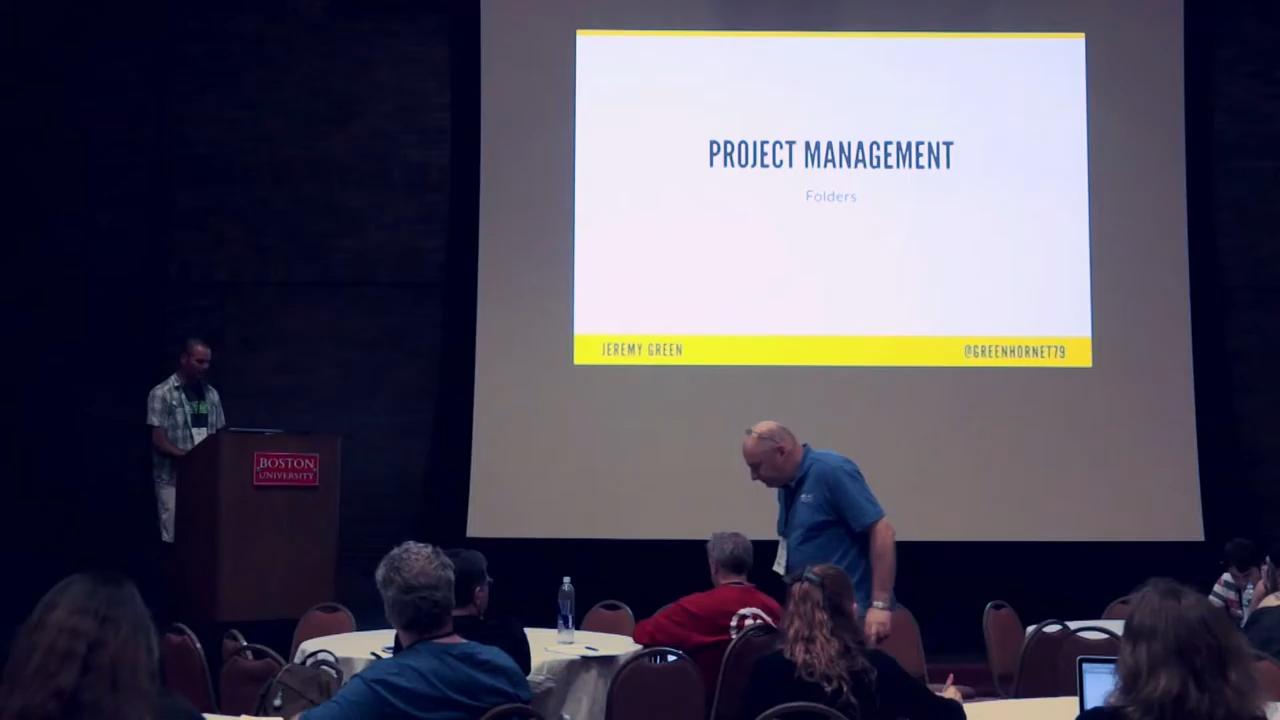 PROJECT MANAGEMENT
Folders
JEREMY GREEN
@GREENHORNET79
BOSTON
UNIVERSITY